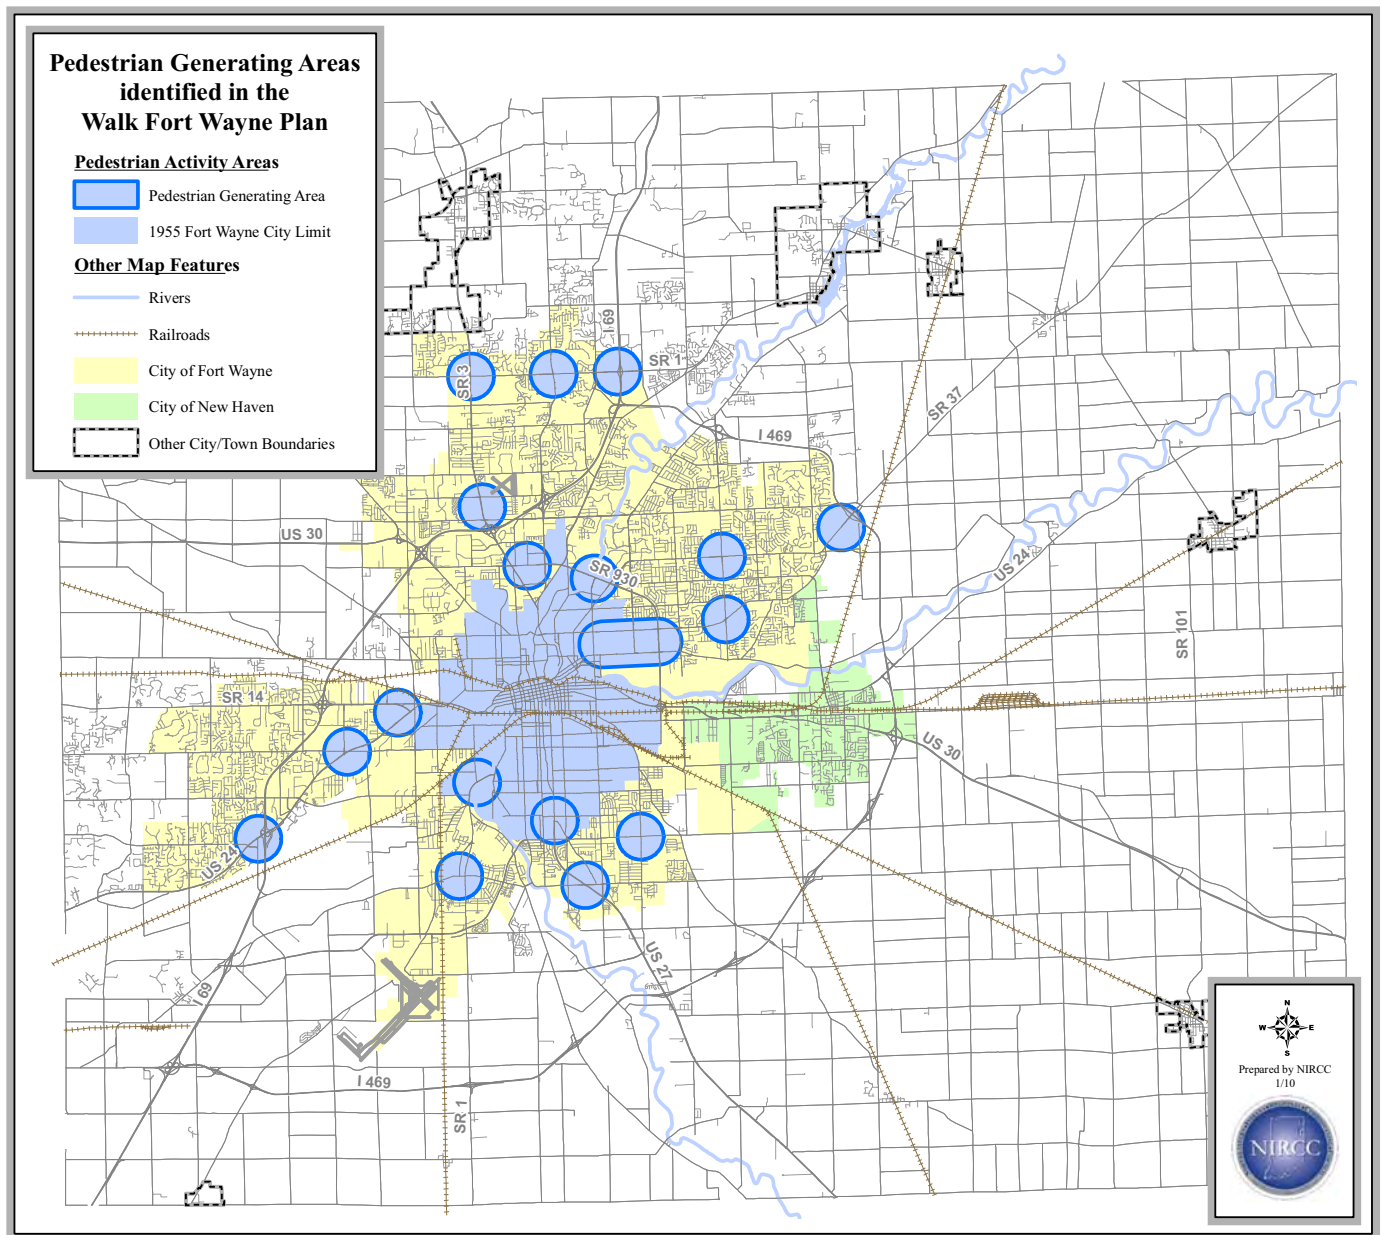 Pedestrian Generating Areas
identified in the
Walk Fort Wayne Plan
Pedestrian Activity Areas
Pedestrian Generating Area
1955 Fort Wayne City Limit
Other Map Features
Rivers
Railroads
City of Fort Wayne
City of New Haven
Other City/Town Boundaries
I 69
SR 1
SR 3
SR 37
I 469
US 30
SR 930
US 24
SR 101
SR 14
US 30
US 24
US 27
I 69
I 469
SR 1
N
W
E
S
Prepared by NIRCC
1/10
NIRCC